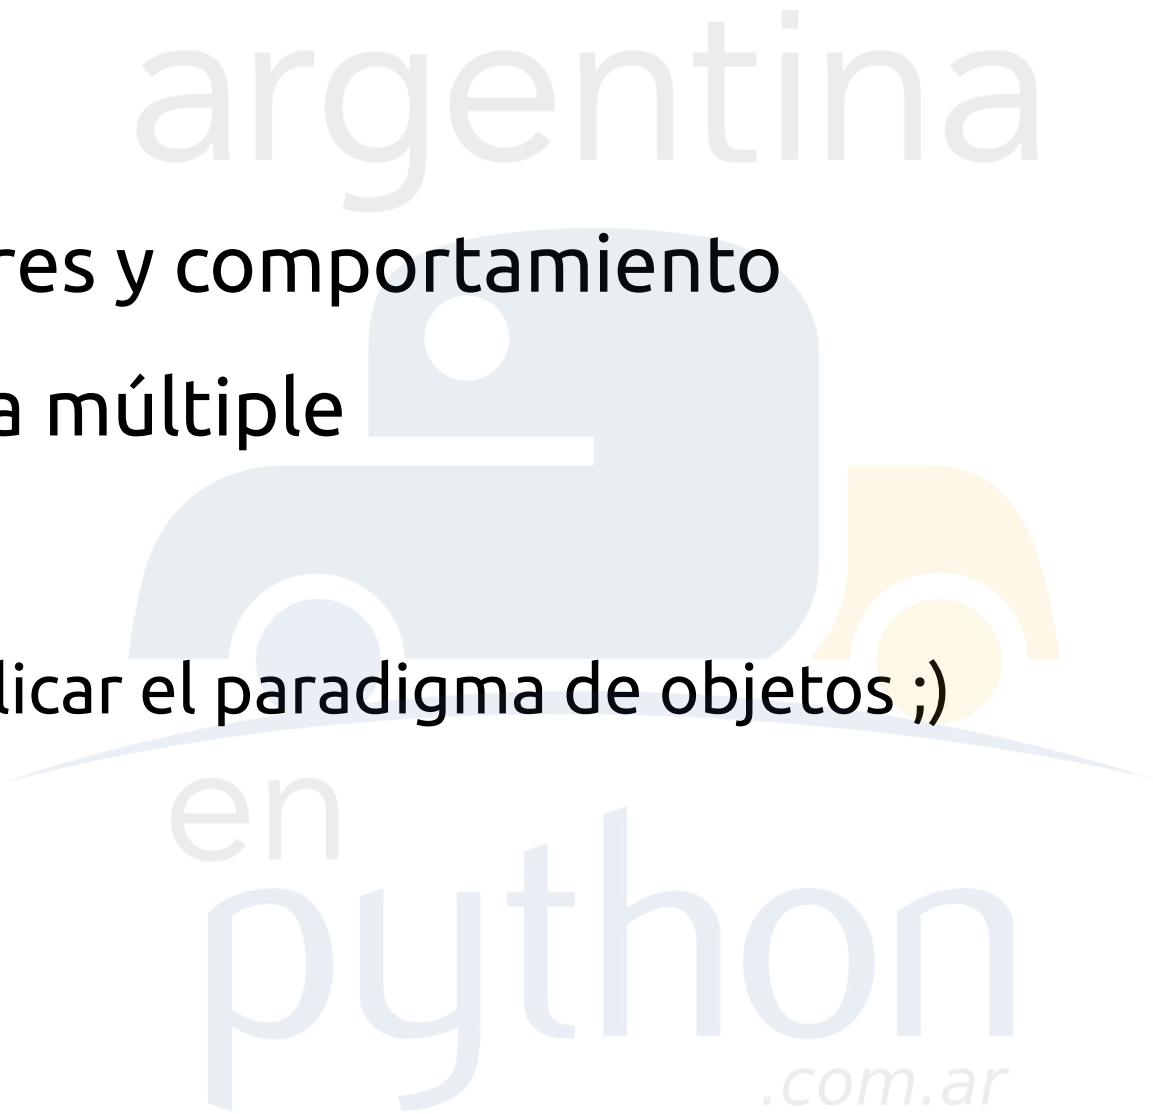 argentina
res y comportamiento
a múltiple
licar el paradigma de objetos ;)
en
python
.com.ar